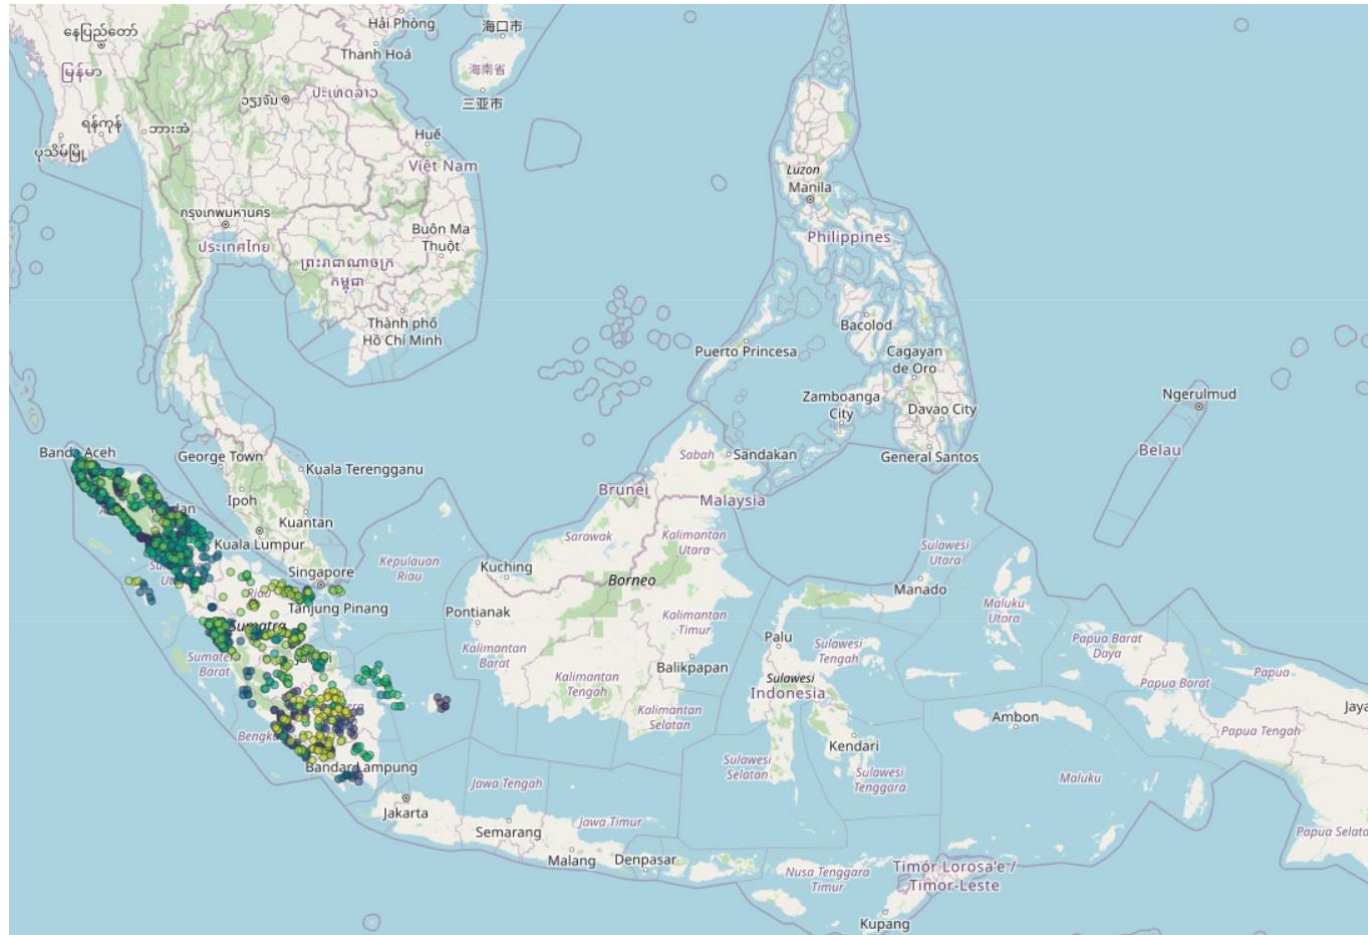 နေပြည်တော်
Hải Phòng
海口市
Thanh Hoá
မြန်မာ
海南省
ວຽງຈັນ
ປະເທດລາວ
三亚市
ရန်ကုန်
ဘားအံ
Huế
ပုသိမ်မြို့
Việt Nam
Luzon
Manila
กรุงเทพมหานคร
Buôn Ma
Thuột
ประเทศไทย
Philippines
ព្រះរាជាណាចក្រ
កម្ពុជា
Thành phố
Hồ Chí Minh
Bacolod
Puerto Princesa
Cagayan
de Oro
Ngerulmud
Zamboanga
City
Davao City
Banda Aceh
George Town
Kuala Terengganu
Sabah
Sandakan
General Santos
Belau
Ipoh
Brunei
Malaysia
Kuantan
Sarawak
Kalimantan
Utara
Kuala Lumpur
Sulawesi
Utara
Kepulauan
Riau
Kuching
Singapore
Borneo
Manado
Riau
Tanjung Pinang
Pontianak
Maluku
Utara
Kalimantan
Timur
Sumatra
Palu
Papua Barat
Daya
Kalimantan
Barat
Sulawesi
Tengah
Sumatera
Barat
Balikpapan
Papua
Kalimantan
Tengah
Sulawesi
Indonesia
Papua Barat
Kalimantan
Selatan
Ambon
Jaya
Papua Tengah
Kendari
Sulawesi
Selatan
Sulawesi
Tenggara
Bandar Lampung
Maluku
Jawa Tengah
Jakarta
Jawa Timur
Semarang
Papua Selata
Malang
Denpasar
Nusa Tenggara
Timur
Timór Lorosa'e /
Timor-Leste
Kupang